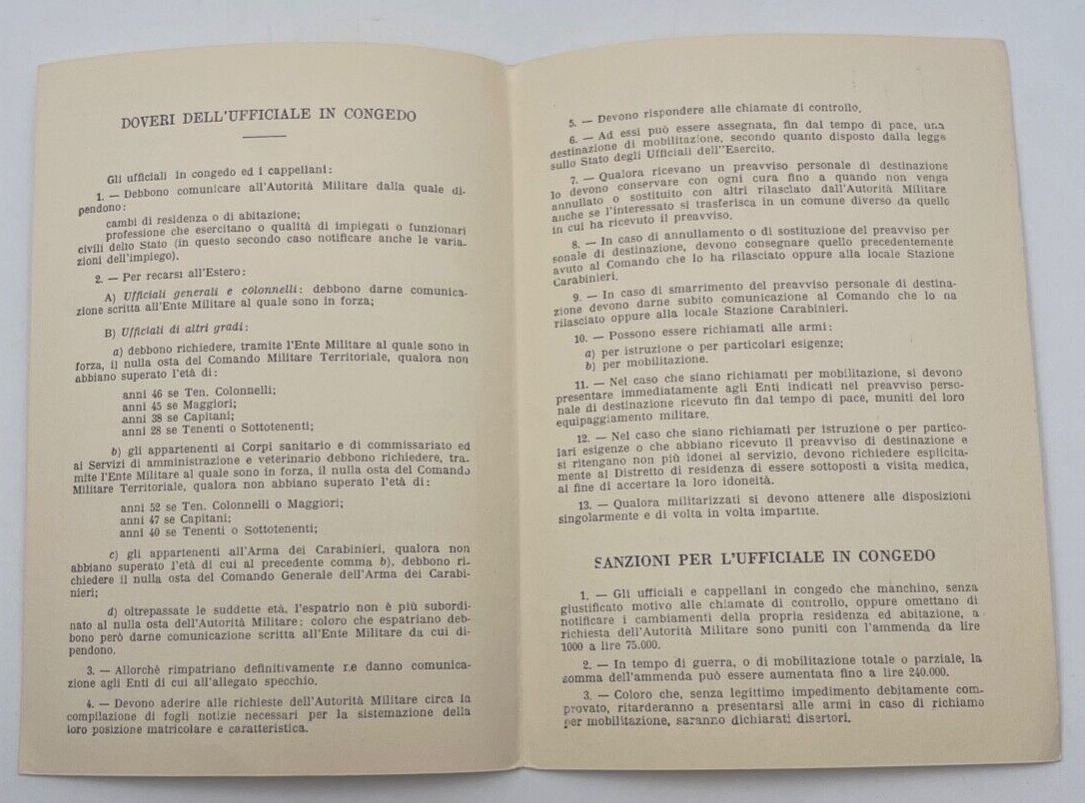 DOVERI DELL'UFFICIALE IN CONGEDO
Gli ufficiali in congedo ed i cappellani:
1. — Debbono comunicare all'Autorità Militare dalla quale di-
pendono:
cambi di residenza o di abitazione;
professione che esercitano o qualità di impiegati o funzionari
civili dello Stato (in questo secondo caso notificare anche le varia-
zioni dell'impiego).
2. — Per recarsi all'Estero:
A) Ufficiali generali e colonnelli: debbono darne comunica-
zione scritta all'Ente Militare al quale sono in forza;
B) Ufficiali di altri gradi:
a) debbono richiedere, tramite l'Ente Militare al quale sono in
forza, il nulla osta del Comando Militare Territoriale, qualora non
abbiano superato l'età di:
anni 46 se Ten. Colonnelli;
anni 45 se Maggiori;
anni 38 se Capitani;
anni 28 se Tenenti o Sottotenenti;
b) gli appartenenti ai Corpi sanitario e di commissariato ed
ai Servizi di amministrazione e veterinario debbono richiedere, tra-
mite l'Ente Militare al quale sono in forza, il nulla osta del Comando
Militare Territoriale, qualora non abbiano superato l'età di:
anni 52 se Ten. Colonnelli o Maggiori;
anni 47 se Capitani;
anni 40 se Tenenti o Sottotenenti;
c) gli appartenenti all'Arma dei Carabinieri, qualora non
abbiano superato l'età di cui al precedente comma b), debbono ri-
chiedere il nulla osta del Comando Generale dell'Arma dei Carabi-
nieri;
d) oltrepassate le suddette età, l'espatrio non è più subordi-
nato al nulla osta dell'Autorità Militare: coloro che espatriano deb-
bono però darne comunicazione scritta all'Ente Militare da cui di-
pendono.
3. — Allorchè rimpatriano definitivamente re danno comunica-
zione agli Enti di cui all'allegato specchio.
4. — Devono aderire alle richieste dell'Autorità Militare circa la
compilazione di fogli notizie necessari per la sistemazione della
loro posizione matricolare e caratteristica.
5. — Devono rispondere alle chiamate di controllo.
6. — Ad essi può essere assegnata, fin dal tempo di pace, una
destinazione di mobilitazione, secondo quanto disposto dalla legge
sullo Stato degli Ufficiali dell''Esercito.
7. — Qualora ricevano un preavviso personale di destinazione
lo devono conservare con ogni cura fino a quando non venga
annullato o sostituito con altri rilasciato dall'Autorità Militare
anche se l'interessato si trasferisca in un comune diverso da quello
in cui ha ricevuto il preavviso.
8. — In caso di annullamento o di sostituzione del preavviso per
sonale di destinazione, devono consegnare quello precedentemente
avuto al Comando che lo ha rilasciato oppure alla locale Stazione
Carabinieri.
9. — In caso di smarrimento del preavviso personale di destina-
zione devono darne subito comunicazione al Comando che lo ha
rilasciato oppure alla locale Stazione Carabinieri.
10. — Possono essere richiamati alle armi:
a) per istruzione o per particolari esigenze;
b) per mobilitazione.
11. — Nel caso che siano richiamati per mobilitazione, si devono
presentare immediatamente agli Enti indicati nel preavviso perso-
nale di destinazione ricevuto fin dal tempo di pace, muniti del loro
equipaggiamento militare.
12. — Nel caso che siano richiamati per istruzione o per partico-
lari esigenze o che abbiano ricevuto il preavviso di destinazione e
si ritengano non più idonei al servizio, devono richiedere esplicita-
mente al Distretto di residenza di essere sottoposti a visita medica,
al fine di accertare la loro idoneità.
13. — Qualora militarizzati si devono attenere alle disposizioni
singolarmente e di volta in volta impartite.
SANZIONI PER L'UFFICIALE IN CONGEDO
1. — Gli ufficiali e cappellani in congedo che manchino, senza
giustificato motivo alle chiamate di controllo, oppure omettano di
notificare i cambiamenti della propria residenza ed abitazione, a
richiesta dell'Autorità Militare sono puniti con l'ammenda da lire
1000 a lire 75.000.
2. — In tempo di guerra, o di mobilitazione totale o parziale, la
somma dell'ammenda può essere aumentata fino a lire 240.000.
3. — Coloro che, senza legittimo impedimento debitamente com-
provato, ritarderanno a presentarsi alle armi in caso di richiamo
per mobilitazione, saranno dichiarati disertori.